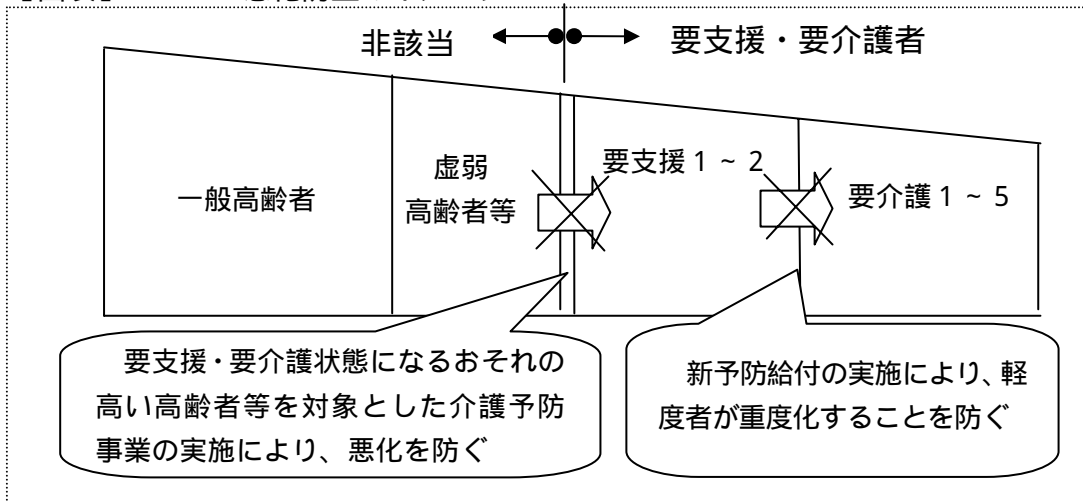 非該当
要支援・要介護者
一般高齢者
虚弱
高齢者等
要支援１～２
要介護１～５
要支援・要介護状態になるおそれの
高い高齢者等を対象とした介護予防
事業の実施により、悪化を防ぐ
新予防給付の実施により、軽
度者が重度化することを防ぐ